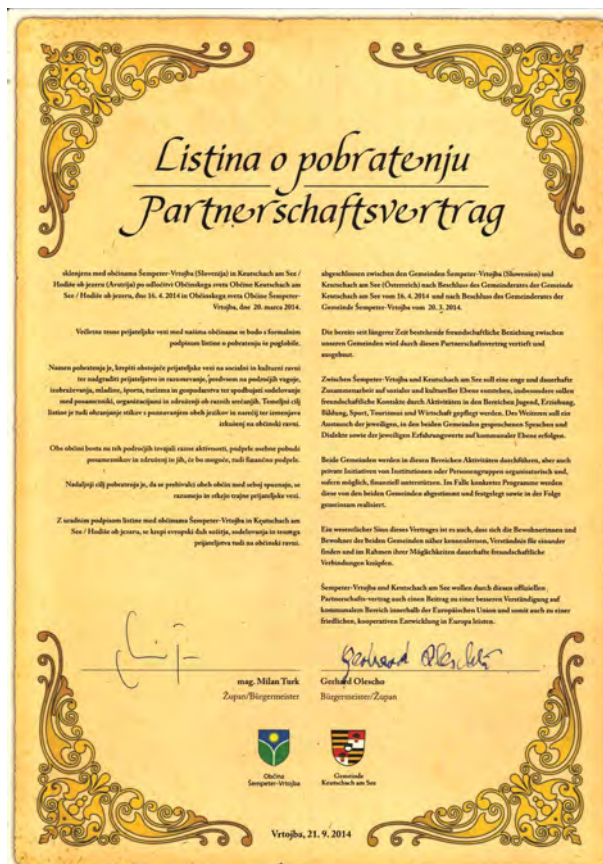 Listina o pobratenju
Partnerschaftsvertrag
sklenjena med občinama Šempeter-Vrtojba (Slovenija) in Keutschach am See /
Hodiše ob jezeru (Avstrija) po odločitvi Občinskega sveta Občine Keutschach am
See / Hodiše ob jezeru, dne 16. 4. 2014 in Občinskega sveta Občine Šempeter-
Vrtojba, dne 20. marca 2014.
Večletne tesne prijateljske vezi med našima občinama se bodo s formalnim
podpisom listine o pobratenju še poglobile.
Namen pobratenja je, krepiti obstoječe prijateljske vezi na socialni in kulturni ravni
ter nadgraditi prijateljstvo in razumevanje, predvsem na področjih vzgoje,
izobraževanja, mladine, športa, turizma in gospodarstva ter spodbujati sodelovanje
med posamezniki, organizacijami in združenji ob raznih srečanjih. Temeljni cilj
listine je tudi ohranjanje stikov s poznavanjem obeh jezikov in narečij ter izmenjava
izkušenj na občinski ravni.
Obe občini bosta na teh področjih izvajali razne aktivnosti, podprle osebne pobude
posameznikov in združenj in jih, če bo mogoče, tudi finančno podprle.
Nadaljnji cilj pobratenja je, da se prebivalci obeh občin med seboj spoznajo, se
razumejo in stkejo trajne prijateljske vezi.
Z uradnim podpisom listine med občinama Šempeter-Vrtojba in Keutschach am
See / Hodiše ob jezeru, se krepi evropski duh sožitja, sodelovanja in trdnega
prijateljstva tudi na občinski ravni.
abgeschlossen zwischen den Gemeinden Šempeter-Vrtojba (Slowenien) und
Keutschach am See (Österreich) nach Beschluss des Gemeinderates der Gemeinde
Keutschach am See vom 16. 4. 2014 und nach Beschluss des Gemeinderates der
Gemeinde Šempeter-Vrtojba vom 20. 3. 2014.
Die bereits seit längerer Zeit bestehende freundschaftliche Beziehung zwischen
unseren Gemeinden wird durch diesen Partnerschaftsvertrag vertieft und
ausgebaut.
Zwischen Šempeter-Vrtojba und Keutschach am See soll eine enge und dauerhafte
Zusammenarbeit auf sozialer und kultureller Ebene entstehen, insbesondere sollen
freundschaftliche Kontakte durch Aktivitäten in den Bereichen Jugend, Erziehung,
Bildung, Sport, Tourismus und Wirtschaft gepflegt werden. Des Weiteren soll ein
Austausch der jeweiligen, in den beiden Gemeinden gesprochenen Sprachen und
Dialekte sowie der jeweiligen Erfahrungswerte auf kommunaler Ebene erfolgen.
Beide Gemeinden werden in diesen Bereichen Aktivitäten durchführen, aber auch
private Initiativen von Institutionen oder Personengruppen organisatorisch und,
sofern möglich, finanziell unterstützen. Im Falle konkreter Programme werden
diese von den beiden Gemeinden abgestimmt und festgelegt sowie in der Folge
gemeinsam realisiert.
Ein wesentlicher Sinn dieses Vertrages ist es auch, dass sich die Bewohnerinnen und
Bewohner der beiden Gemeinden näher kennenlernen, Verständnis für einander
finden und im Rahmen ihrer Möglichkeiten dauerhafte freundschaftliche
Verbindungen knüpfen.
Šempeter-Vrtojba und Keutschach am See wollen durch diesen offiziellen
Partnerschafts-vertrag auch einen Beitrag zu einer besseren Verständigung auf
kommunalem Bereich innerhalb der Europäischen Union und somit auch zu einer
friedlichen, kooperativen Entwicklung in Europa leisten.
Gerhard Oleschko
mag. Milan Turk
Župan/Bürgermeister
Gerhard Olescho
Bürgermeister/Župan
Občina
Šempeter-Vrtojba
Gemeinde
Keutschach am See
Vrtojba, 21. 9. 2014